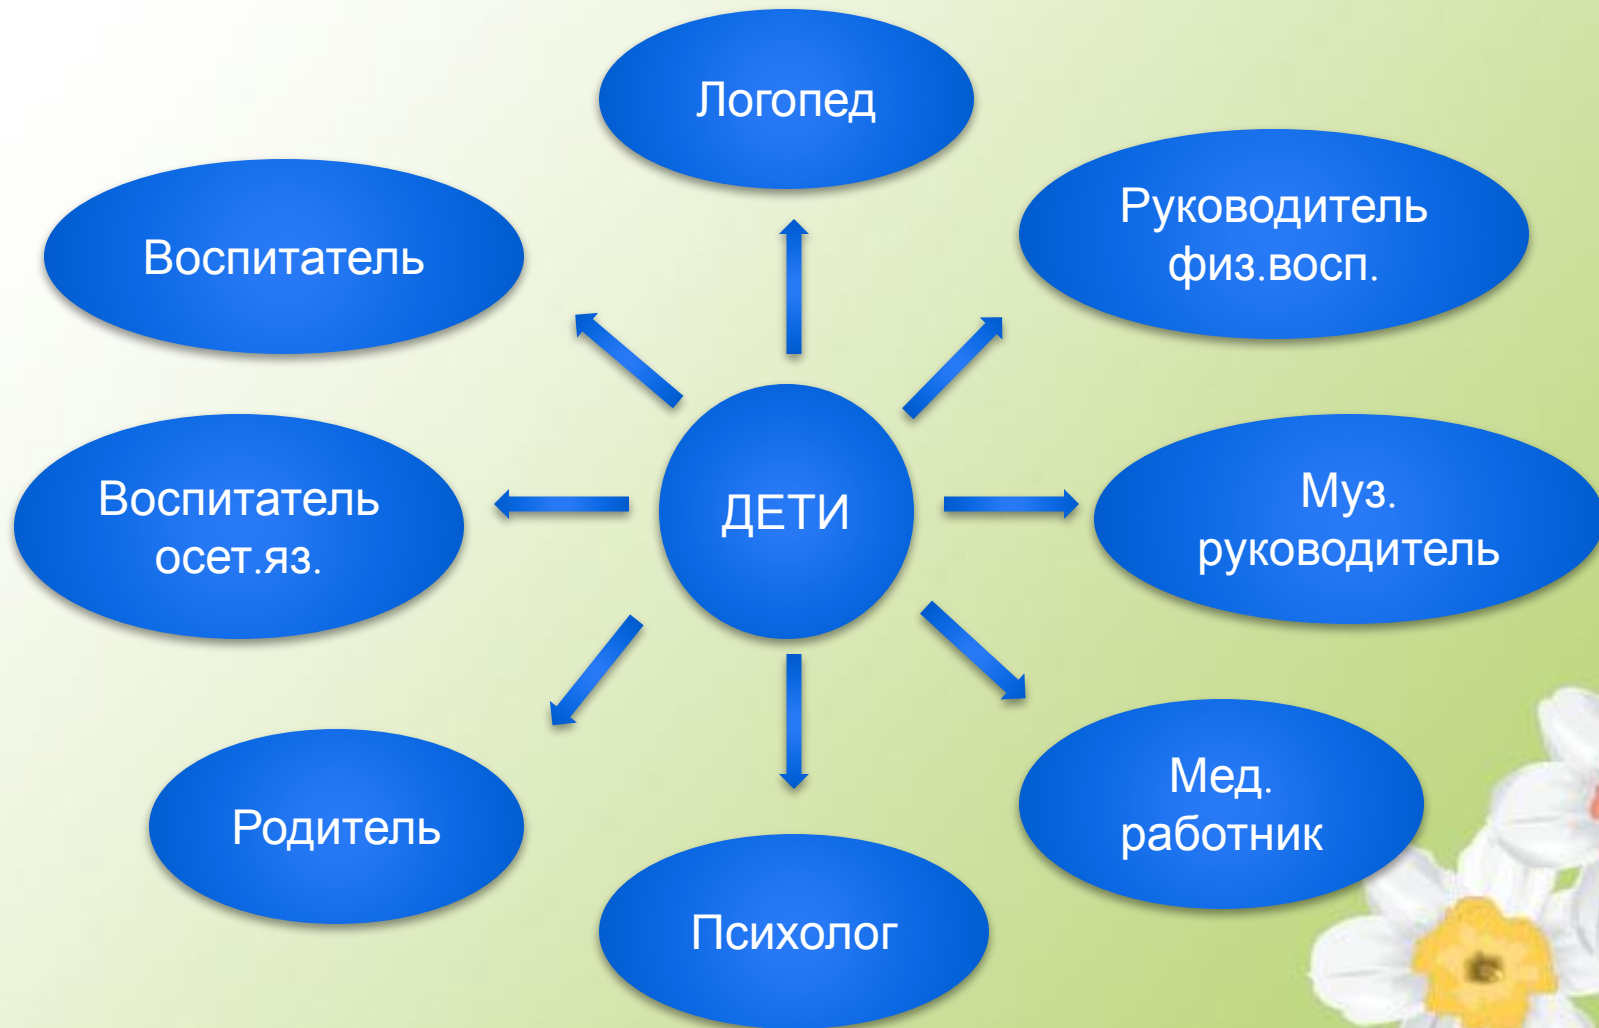 Логопед
Руководитель
физ.восп.
Воспитатель
Воспитатель
осет.яз.
ДЕТИ
Муз.
руководитель
Родитель
Мед.
работник
Психолог